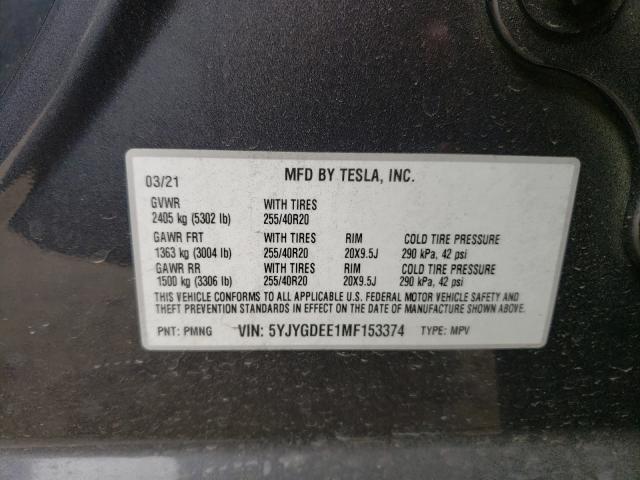 MFD BY TESLA, INC.
03/21
GVWR WITH TIRES
2405 kg (5302 lb) 255/40R20
GAWR FRT WITH TIRES RIM COLD TIRE PRESSURE
1363 kg (3004 lb) 255/40R20 20X9.5J 290 kPa, 42 psi
GAWR RR WITH TIRES RIM COLD TIRE PRESSURE
1500 kg (3306 lb) 255/40R20 20X9.5J 290 kPa, 42 psi
THIS VEHICLE CONFORMS TO ALL APPLICABLE U.S. FEDERAL MOTOR VEHICLE SAFETY AND
THEFT PREVENTION STANDARDS IN EFFECT ON THE DATE OF MANUFACTURE SHOWN ABOVE.
PNT: PMNG VIN: 5YJYGDEE1MF153374 TYPE: MPV